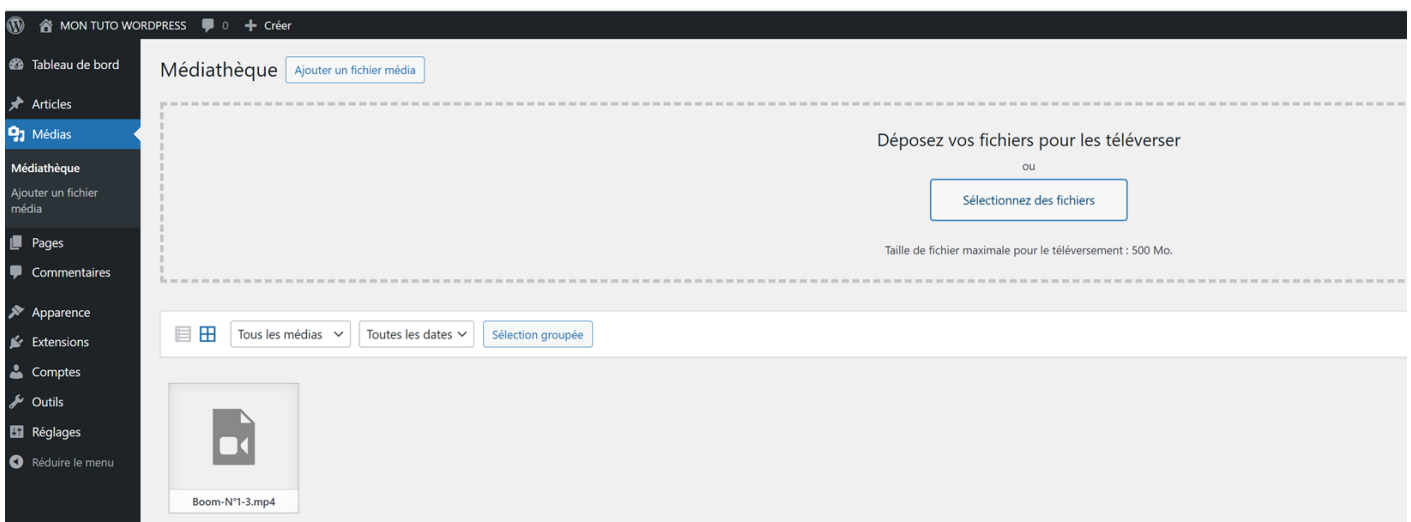 MON TUTO WORDPRESS 0 + Créer
Tableau de bord
Articles
Médias
Médiathèque
Ajouter un fichier
média
Pages
Commentaires
Apparence
Extensions
Comptes
Outils
Réglages
Réduire le menu
Médiathèque Ajouter un fichier média
Déposez vos fichiers pour les téléverser
ou
Sélectionnez des fichiers
Taille de fichier maximale pour le téléversement : 500 Mo.
Tous les médias Toutes les dates Sélection groupée
Boom-N°1-3.mp4